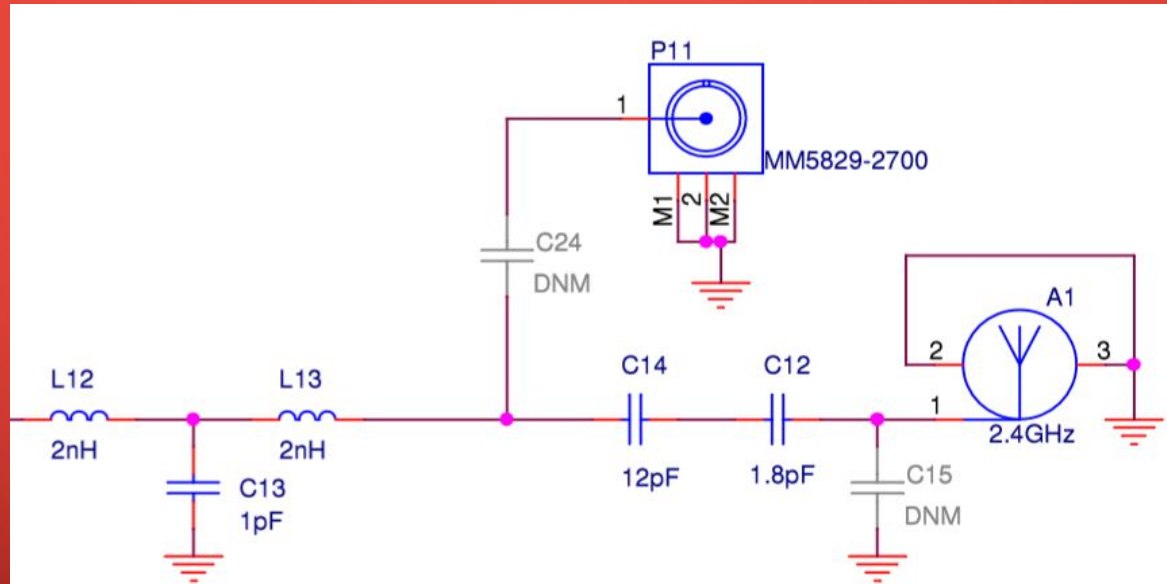 P11
1
MM5829-2700
M1
2
M2
C24
DNM
A1
2
3
1
2.4GHz
L12
2nH
L13
2nH
C14
12pF
C12
1.8pF
C13
1pF
C15
DNM